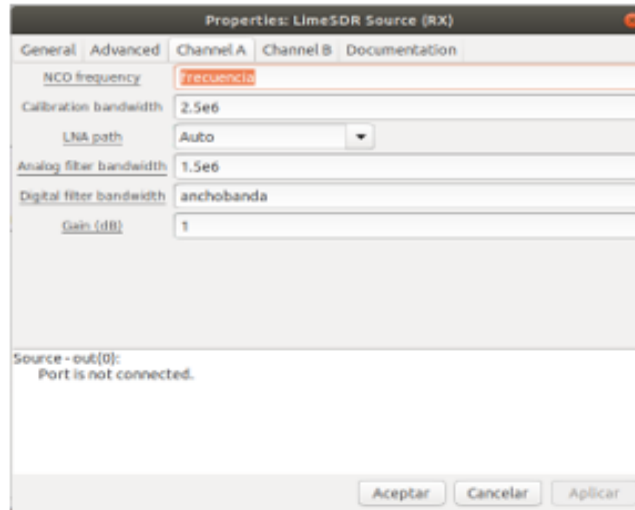 Properties: LimeSDR Source (RX)
General Advanced Channel A Channel B Documentation
NCO frequency frecuencia
Calibration bandwidth 2.5e6
LNA path Auto
Analog filter bandwidth 1.5e6
Digital filter bandwidth anchobanda
Gain (dB) 1
Source - out(0):
Port is not connected.
Aceptar Cancelar Aplicar